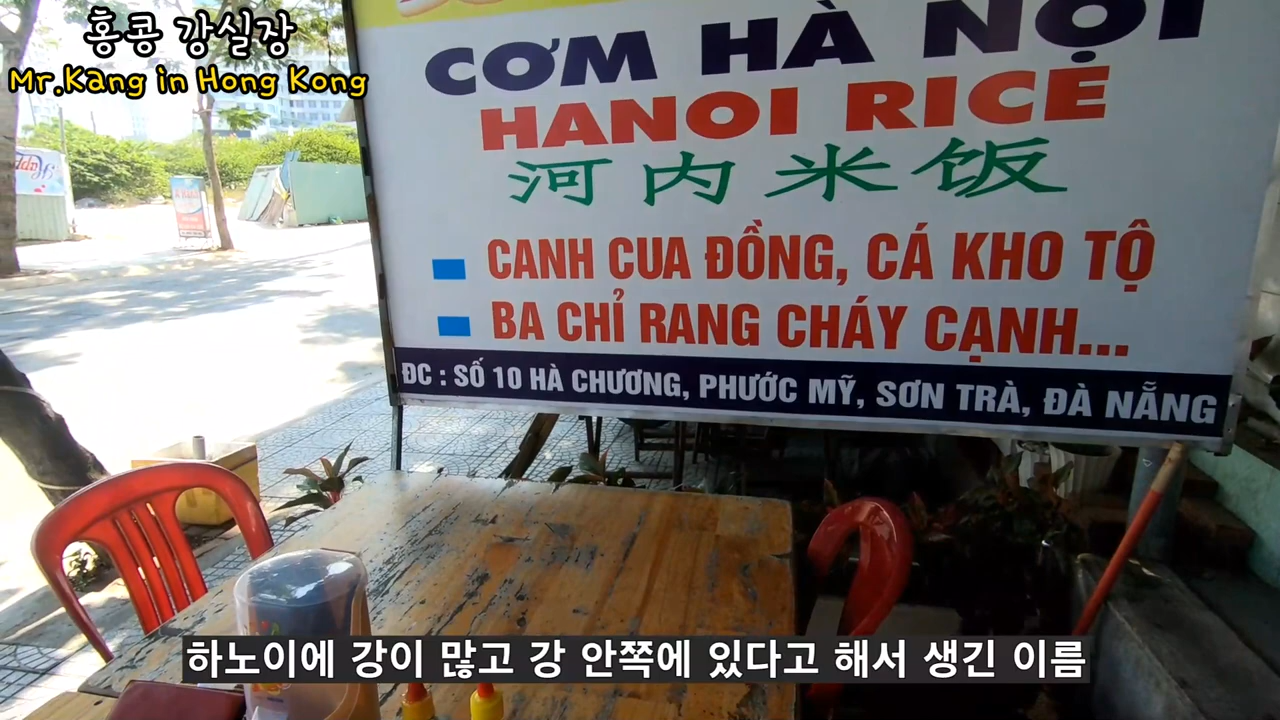 홍콩 강실장
Mr.Kang in Hong Kong
CƠM HÀ NỘI
HANOI RICE
河内米饭
CANH CUA ĐỒNG, CÁ KHO TỘ
BA CHỈ RANG CHÁY CẠNH...
ĐC : SỐ 10 HÀ CHƯƠNG, PHƯỚC MỸ, SƠN TRÀ, ĐÀ NẴNG
하노이에 강이 많고 강 안쪽에 있다고 해서 생긴 이름